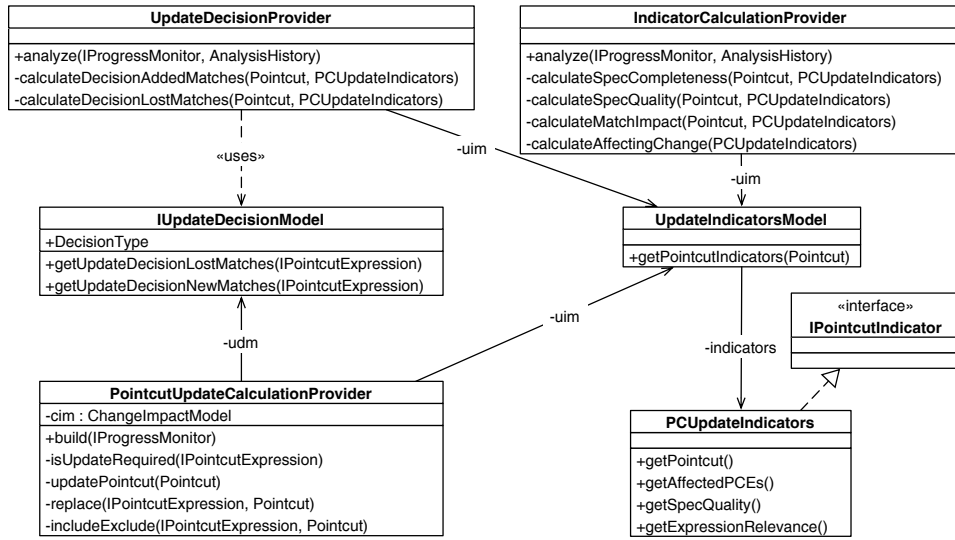 UpdateDecisionProvider
+analyze(IProgressMonitor, AnalysisHistory)
-calculateDecisionAddedMatches(Pointcut, PCUpdateIndicators)
-calculateDecisionLostMatches(Pointcut, PCUpdateIndicators)
IndicatorCalculationProvider
+analyze(IProgressMonitor, AnalysisHistory)
-calculateSpecCompleteness(Pointcut, PCUpdateIndicators)
-calculateSpecQuality(Pointcut, PCUpdateIndicators)
-calculateMatchImpact(Pointcut, PCUpdateIndicators)
-calculateAffectingChange(PCUpdateIndicators)
«uses»
-uim
-uim
IUpdateDecisionModel
+DecisionType
+getUpdateDecisionLostMatches(IPointcutExpression)
+getUpdateDecisionNewMatches(IPointcutExpression)
UpdateIndicatorsModel
+getPointcutIndicators(Pointcut)
«interface»
IPointcutIndicator
-udm
-uim
-indicators
PointcutUpdateCalculationProvider
-cim : ChangeImpactModel
+build(IProgressMonitor)
-isUpdateRequired(IPointcutExpression)
-updatePointcut(Pointcut)
-replace(IPointcutExpression, Pointcut)
-includeExclude(IPointcutExpression, Pointcut)
PCUpdateIndicators
+getPointcut()
+getAffectedPCEs()
+getSpecQuality()
+getExpressionRelevance()